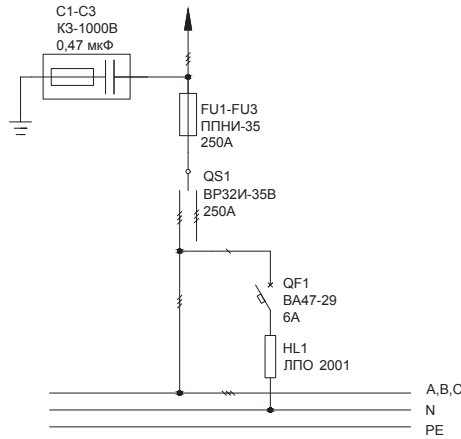 С1-С3
КЗ-1000В
0,47 мкФ
FU1-FU3
ППНИ-35
250А
QS1
ВР32И-35В
250А
QF1
ВА47-29
6А
HL1
ЛПО 2001
А,В,С
N
PE